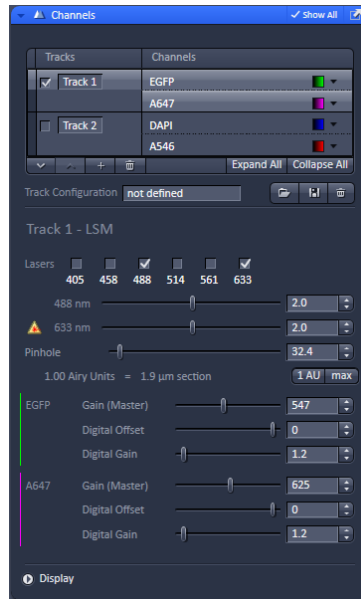 Channels Show All
Tracks Channels
Track 1 EGFP
A647
Track 2 DAPI
A546
Expand All Collapse All
Track Configuration not defined
Track 1 - LSM
Lasers
405 458 488 514 561 633
488 nm 2.0
633 nm 2.0
Pinhole 32.4
1.00 Airy Units = 1.9 µm section 1 AU max
EGFP Gain (Master) 547
Digital Offset 0
Digital Gain 1.2
A647 Gain (Master) 625
Digital Offset 0
Digital Gain 1.2
Display